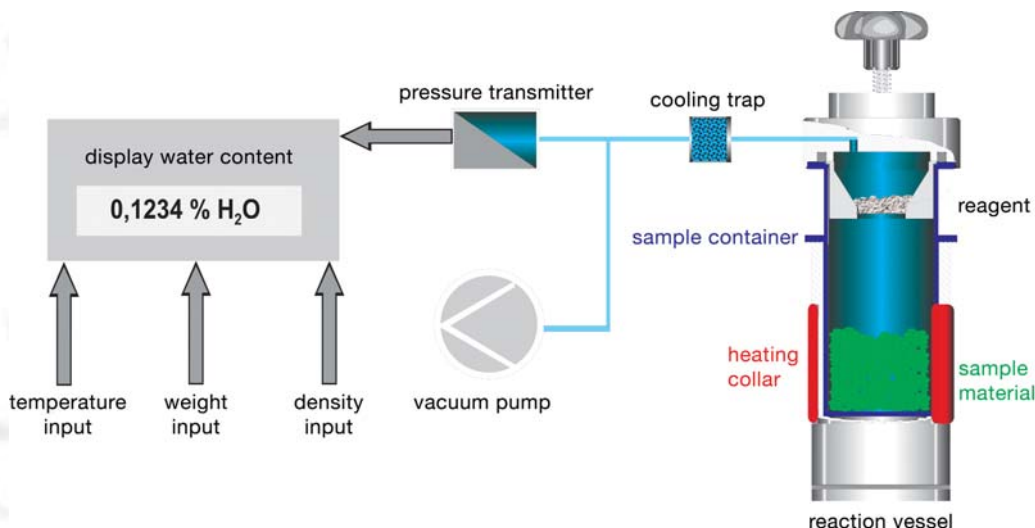 pressure transmitter
cooling trap
display water content
0,1234 % H₂O
reagent
sample container
heating
collar
sample
material
temperature
input
weight
input
density
input
vacuum pump
reaction vessel